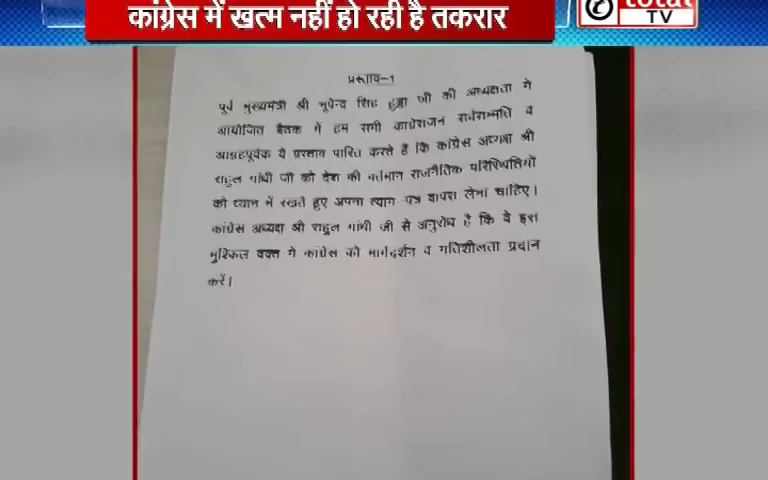 कांग्रेस में खत्म नहीं हो रही है तकरार
total
TV
प्रस्ताव–1
पूर्व मुख्यमंत्री श्री भूपेन्द्र सिंह हुड्डा जी की अध्यक्षता में
आयोजित बैठक में हम सभी कांग्रेसजन सर्वसम्मति व
आग्रहपूर्वक ये प्रस्ताव पारित करते है कि कांग्रेस अध्यक्ष श्री
राहुल गांधी जी को देश की वर्तमान राजनैतिक परिस्थितियों
को ध्यान में रखते हुए अपना त्याग–पत्र वापस लेना चाहिए।
कांग्रेस अध्यक्ष श्री राहुल गांधी जी से अनुरोध है कि वे इस
मुश्किल वक्त में कांग्रेस को मार्गदर्शन व गतिशीलता प्रदान
करें।